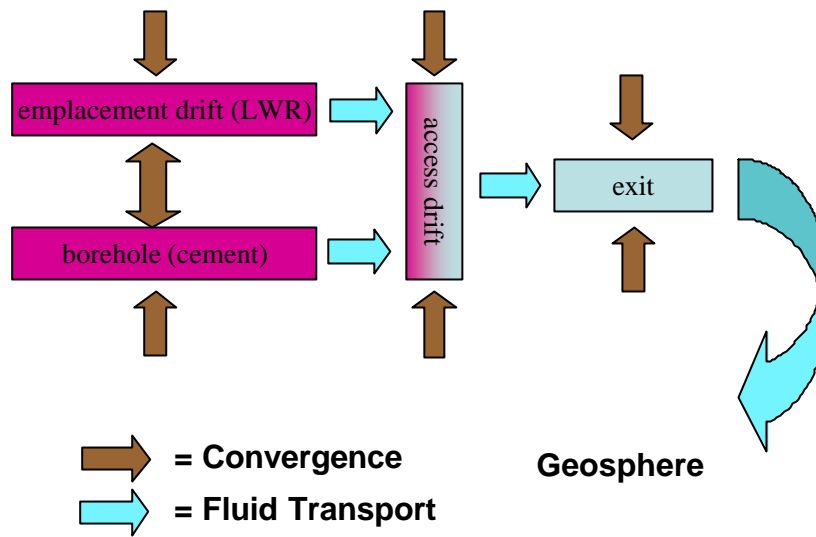 emplacement drift (LWR)
access drift
exit
borehole (cement)
= Convergence
Geosphere
= Fluid Transport